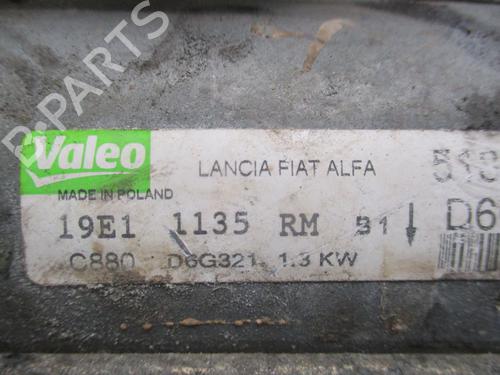 B-PARTS
Valeo
LANCIA FIAT ALFA
MADE IN POLAND
19E1 1135 RM 31 ↓ D6
C880 D6G321 1.3 KW